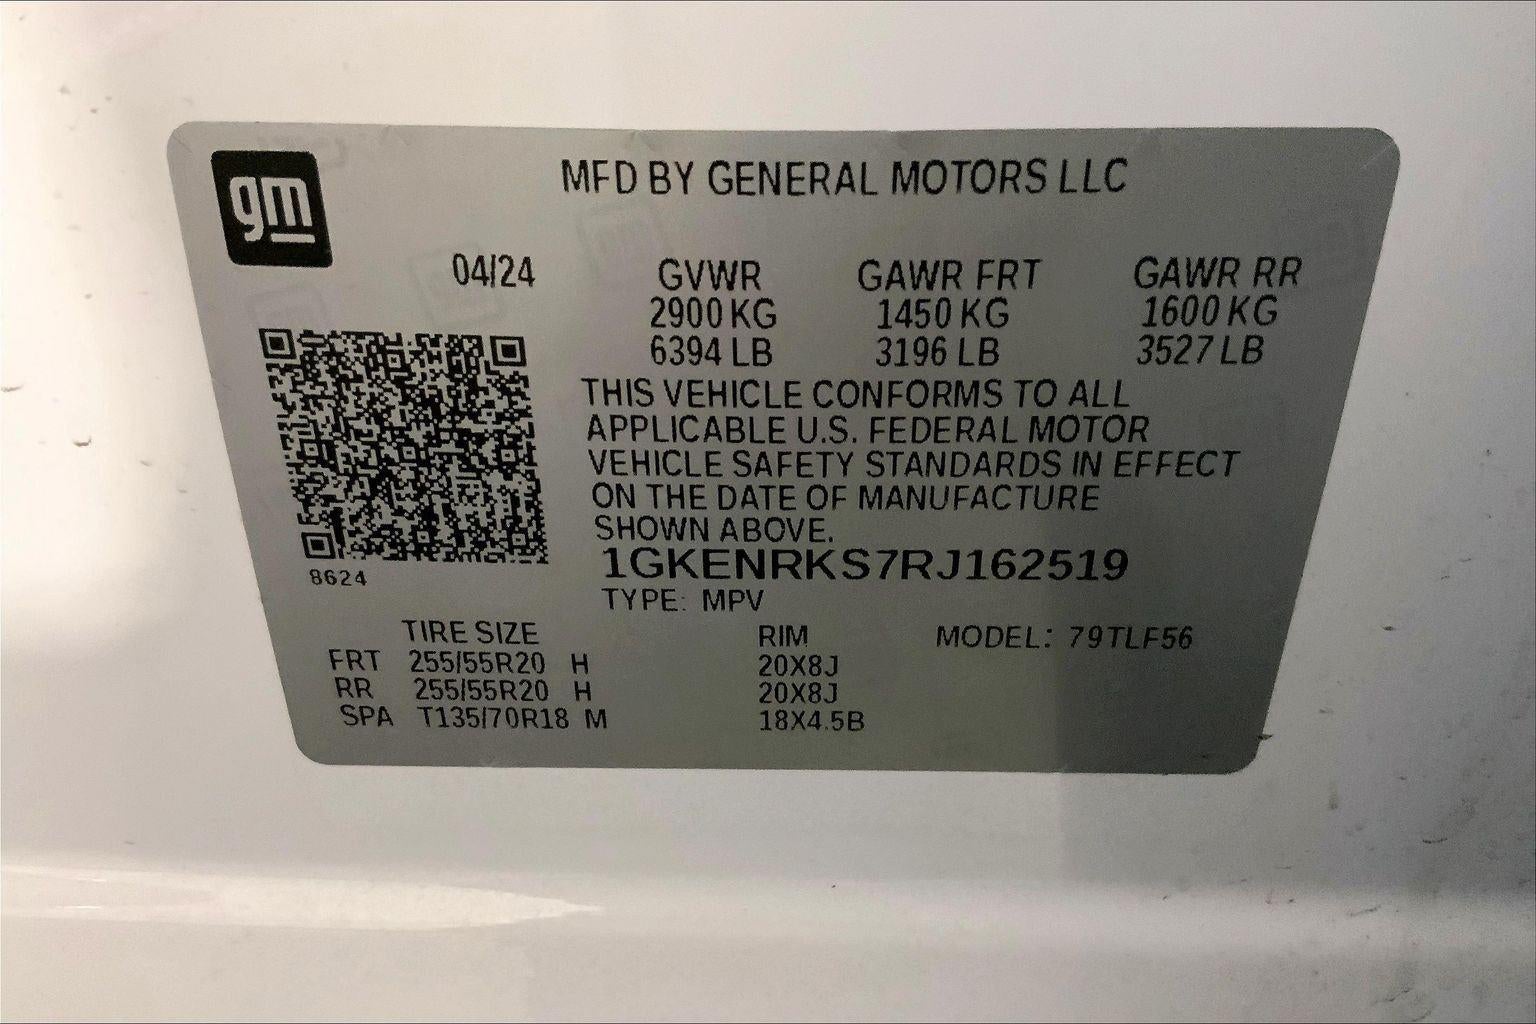 gm
MFD BY GENERAL MOTORS LLC
04/24 GVWR GAWR FRT GAWR RR
2900 KG 1450 KG 1600 KG
6394 LB 3196 LB 3527 LB
THIS VEHICLE CONFORMS TO ALL
APPLICABLE U.S. FEDERAL MOTOR
VEHICLE SAFETY STANDARDS IN EFFECT
ON THE DATE OF MANUFACTURE
SHOWN ABOVE.
1GKENRKS7RJ162519
8624
TYPE: MPV
TIRE SIZE RIM MODEL: 79TLF56
FRT 255/55R20 H 20X8J
RR 255/55R20 H 20X8J
SPA T135/70R18 M 18X4.5B